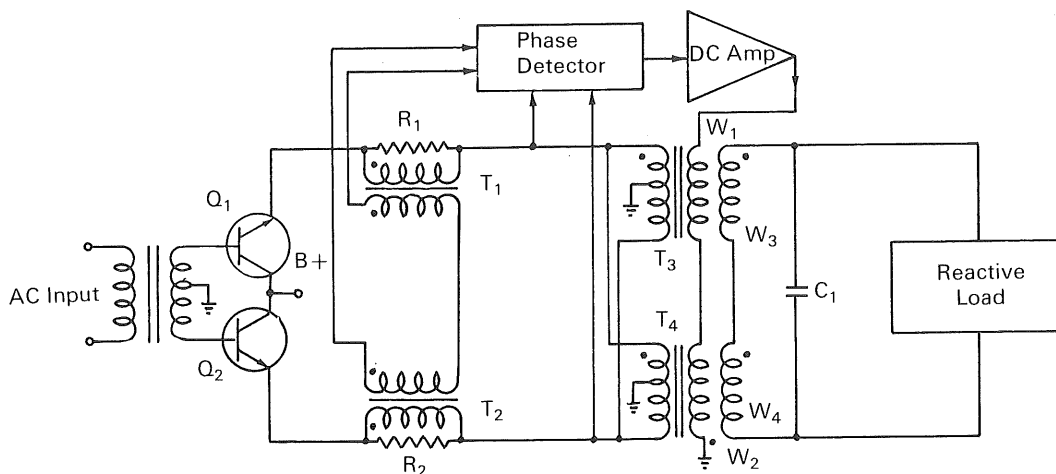 Phase
Detector
DC Amp
R1
W1
T1
Q1
B+
W3
T3
AC Input
C1
Reactive
Load
T4
Q2
T2
W4
R2
W2